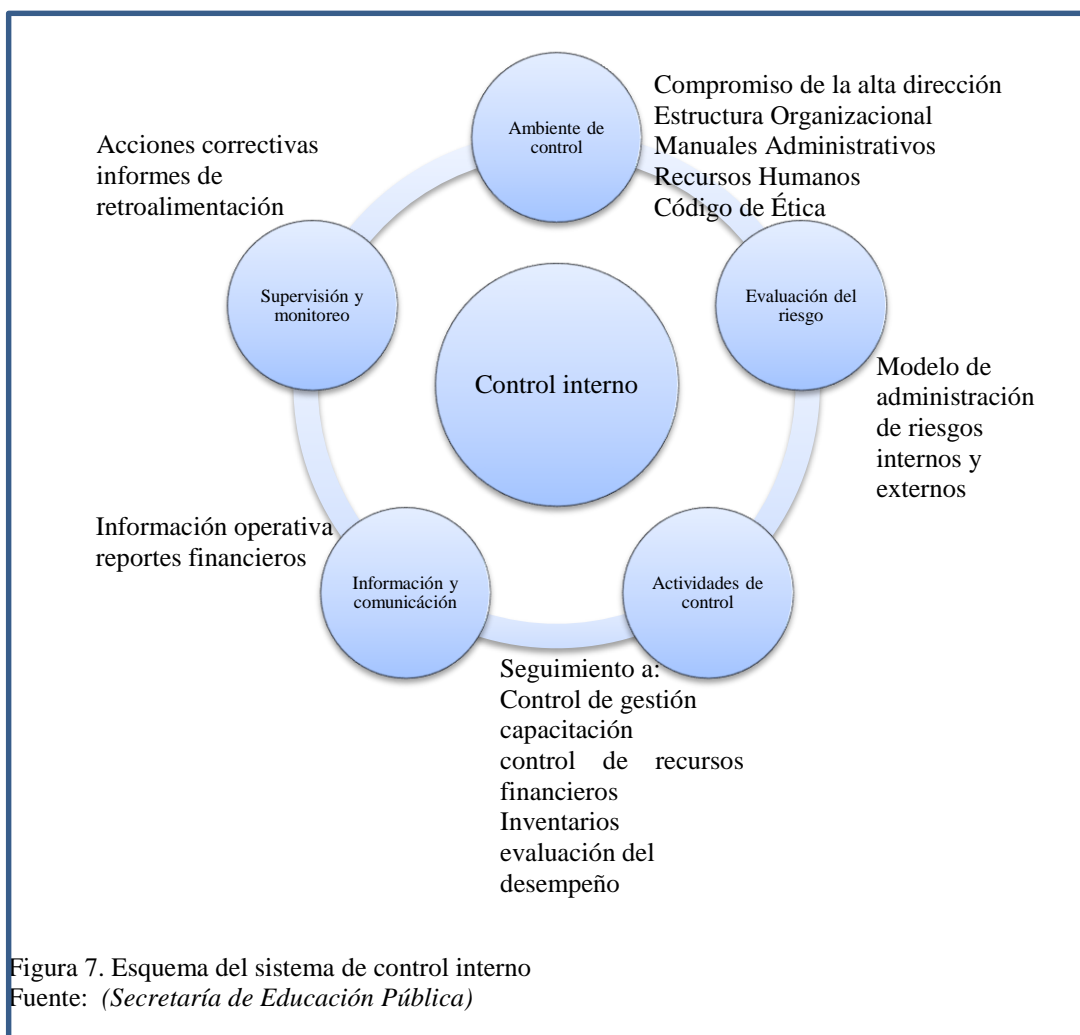 Ambiente de
control
Compromiso de la alta dirección
Estructura Organizacional
Manuales Administrativos
Recursos Humanos
Código de Ética
Acciones correctivas
informes de
retroalimentación
Supervisión y
monitoreo
Evaluación del
riesgo
Control interno
Modelo de
administración
de riesgos
internos y
externos
Información operativa
reportes financieros
Información y
comunicáción
Actividades de
control
Seguimiento a:
Control de gestión
capacitación
control de recursos
financieros
Inventarios
evaluación del
desempeño
Figura 7. Esquema del sistema de control interno
Fuente: (Secretaría de Educación Pública)